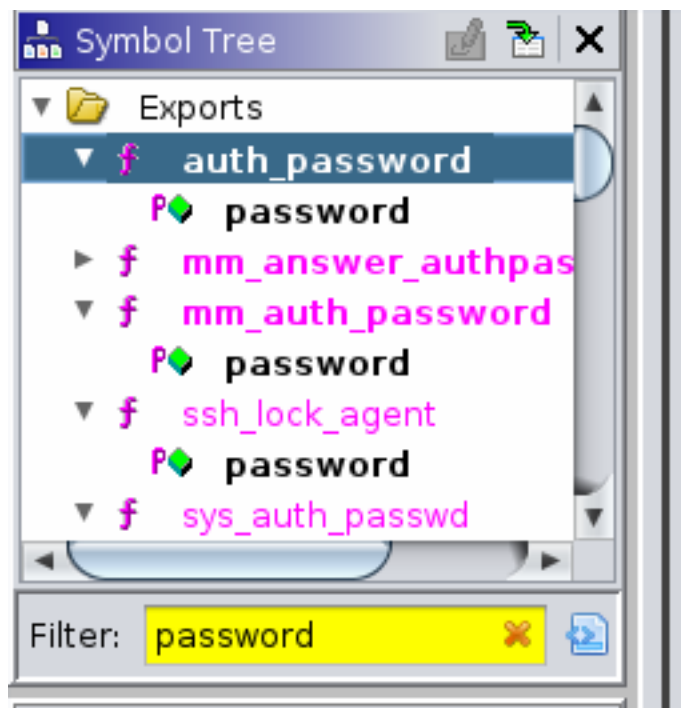 Symbol Tree
Exports
auth_password
password
mm_answer_authpas
mm_auth_password
password
ssh_lock_agent
password
sys_auth_passwd
Filter: password